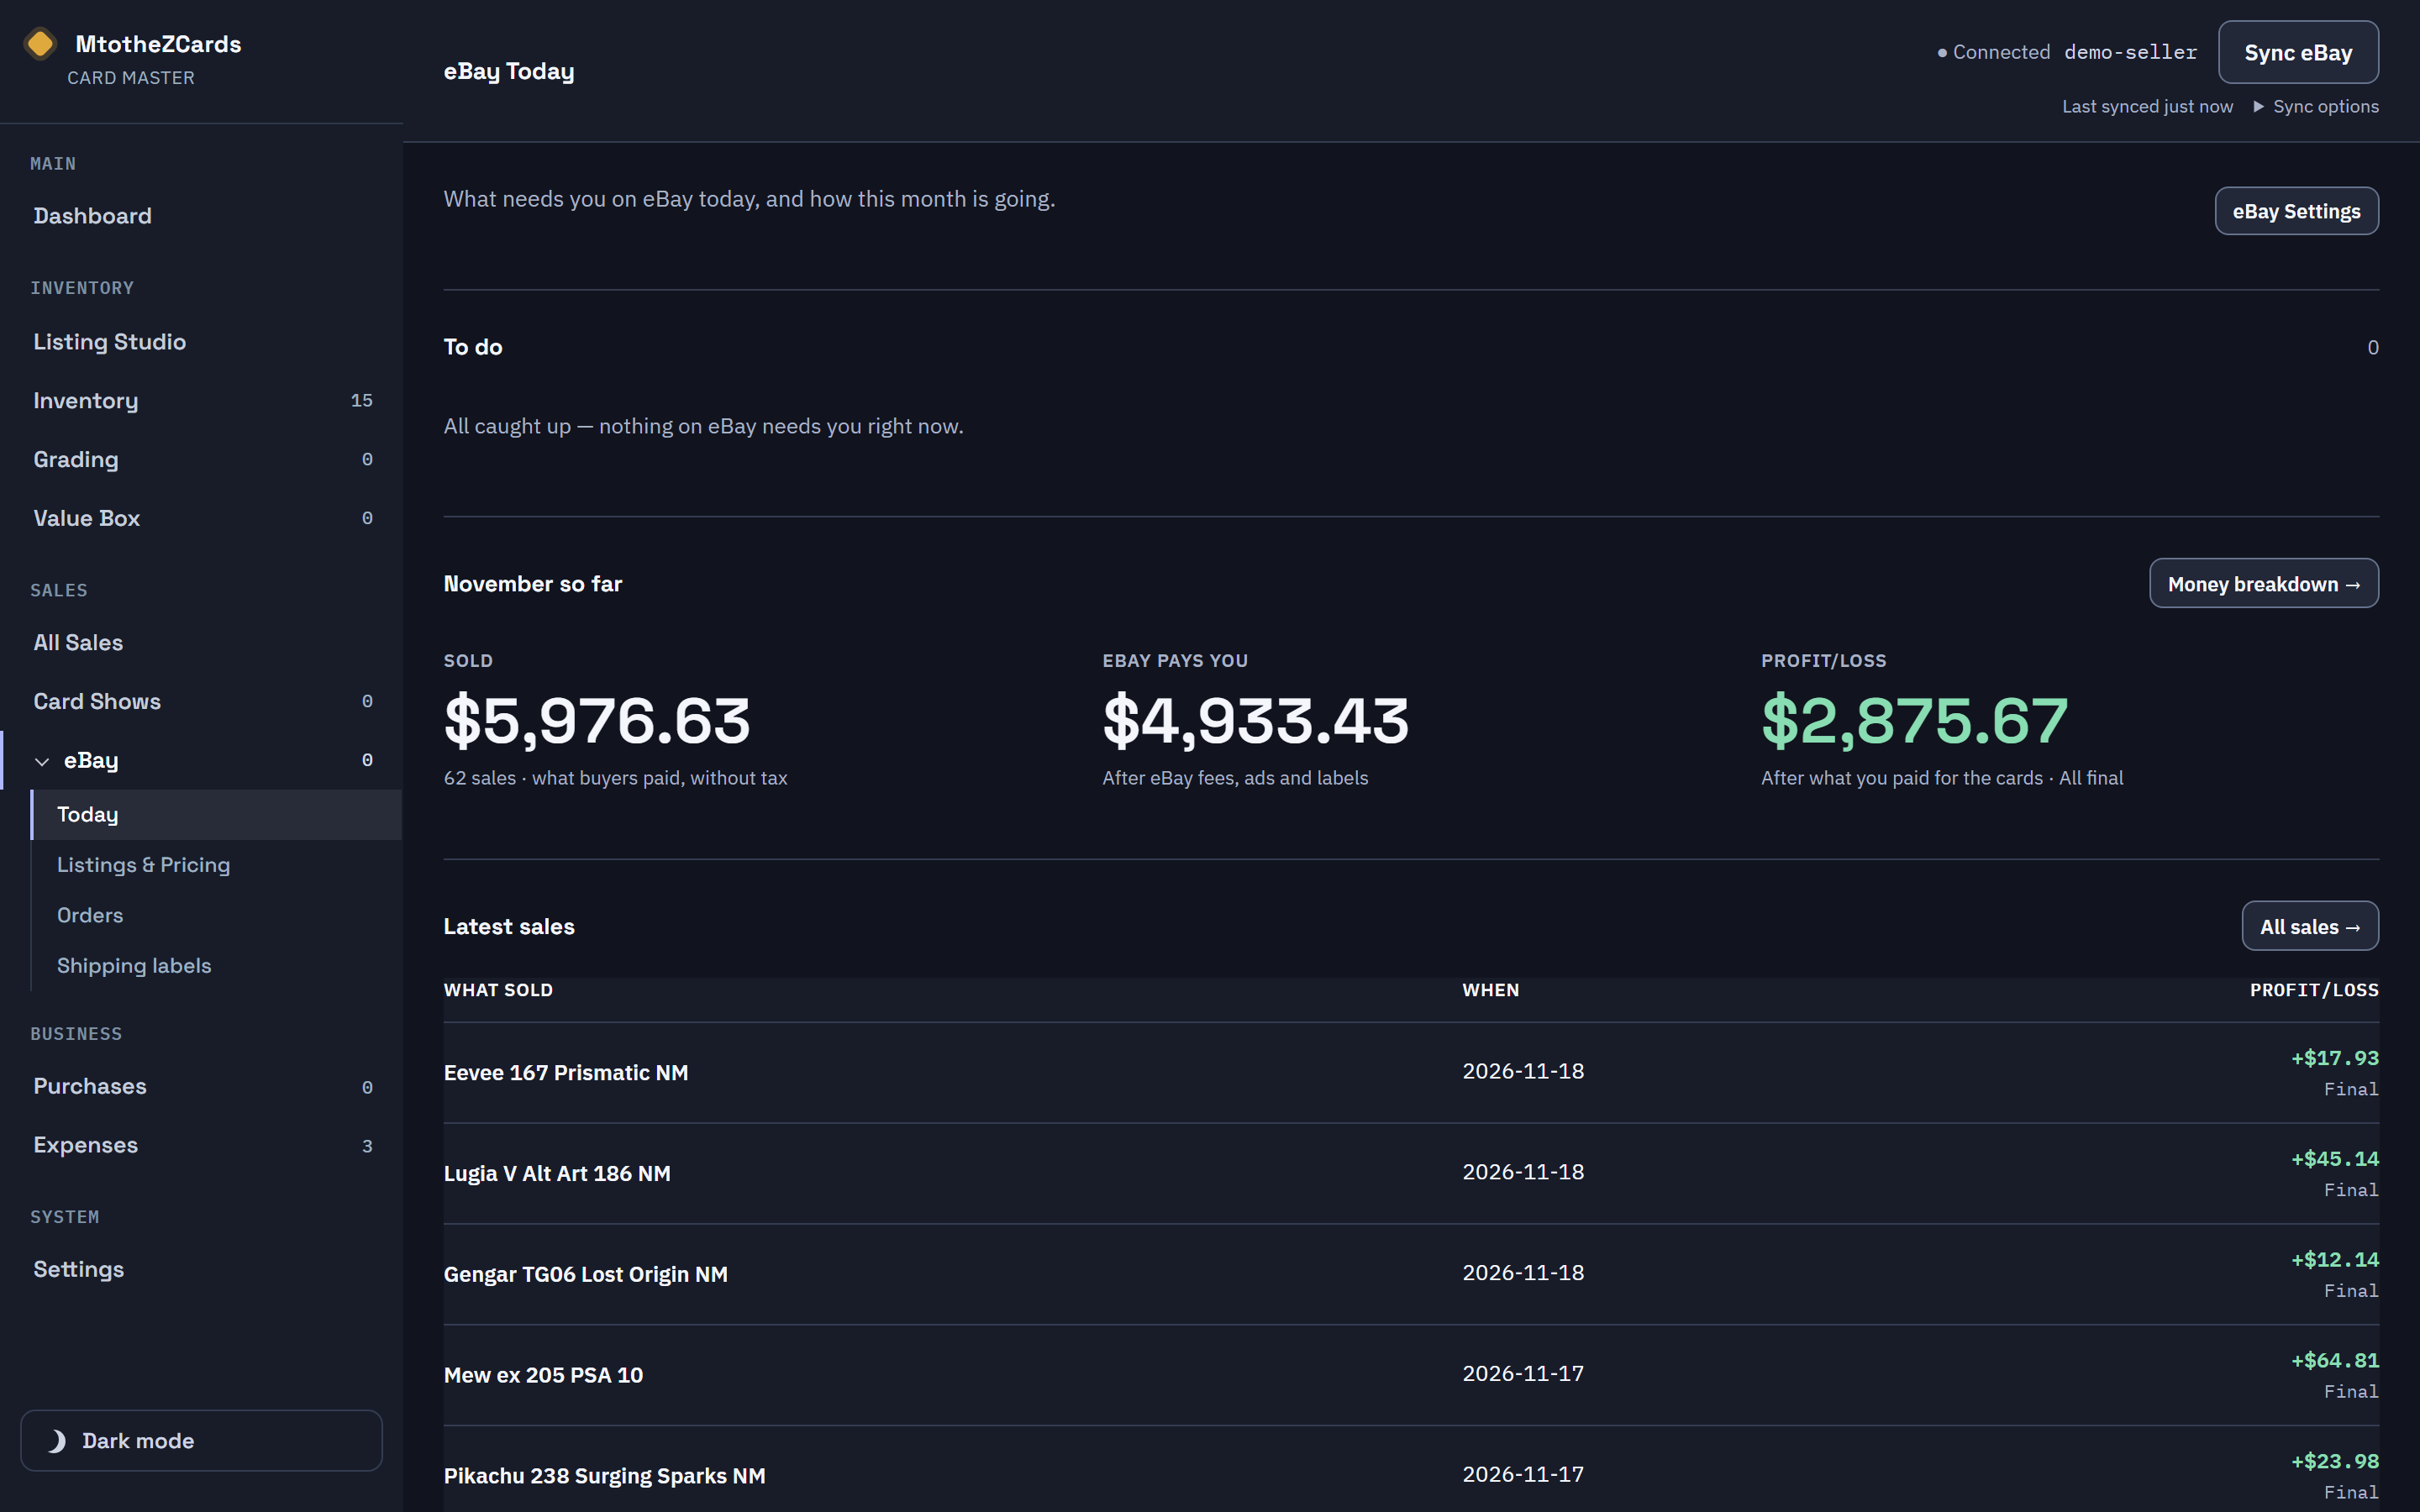 MtotheZCards
CARD MASTER
MAIN
Dashboard
INVENTORY
Listing Studio
Inventory 15
Grading 0
Value Box 0
SALES
All Sales
Card Shows 0
eBay 0
Today
Listings & Pricing
Orders
Shipping labels
BUSINESS
Purchases 0
Expenses 3
SYSTEM
Settings
Dark mode
eBay Today
Connected demo-seller
Sync eBay
Last synced just now
Sync options
What needs you on eBay today, and how this month is going.
eBay Settings
To do 0
All caught up — nothing on eBay needs you right now.
November so far
Money breakdown →
SOLD
$5,976.63
62 sales · what buyers paid, without tax
EBAY PAYS YOU
$4,933.43
After eBay fees, ads and labels
PROFIT/LOSS
$2,875.67
After what you paid for the cards · All final
Latest sales
All sales →
WHAT SOLD WHEN PROFIT/LOSS
Eevee 167 Prismatic NM 2026-11-18 +$17.93
Final
Lugia V Alt Art 186 NM 2026-11-18 +$45.14
Final
Gengar TG06 Lost Origin NM 2026-11-18 +$12.14
Final
Mew ex 205 PSA 10 2026-11-17 +$64.81
Final
Pikachu 238 Surging Sparks NM 2026-11-17 +$23.98
Final